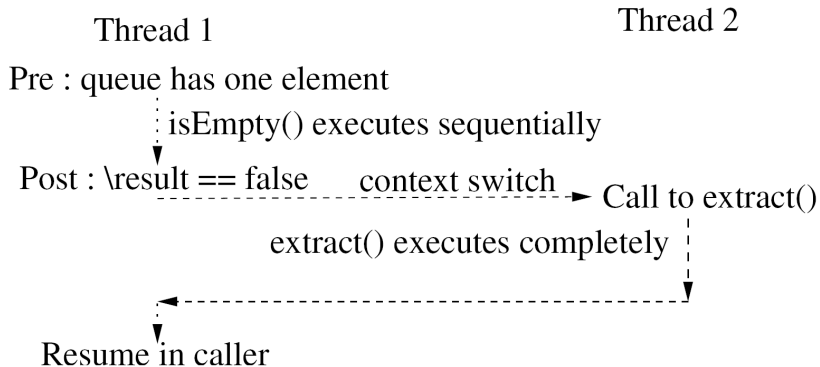 Thread 1
Thread 2
Pre : queue has one element
isEmpty() executes sequentially
Post : \result == false
context switch
Call to extract()
extract() executes completely
Resume in caller